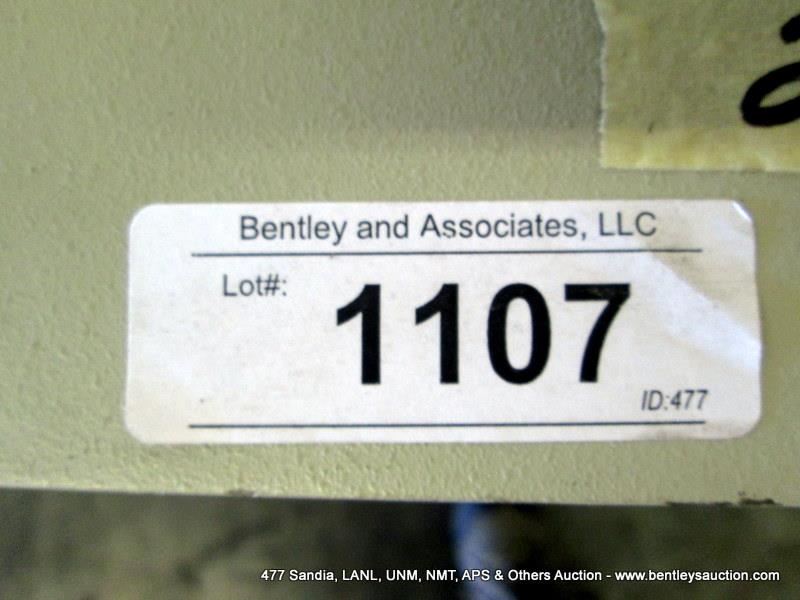 Bentley and Associates, LLC
Lot#:
1107
ID:477
477 Sandia, LANL, UNM, NMT, APS & Others Auction - www.bentleysauction.com